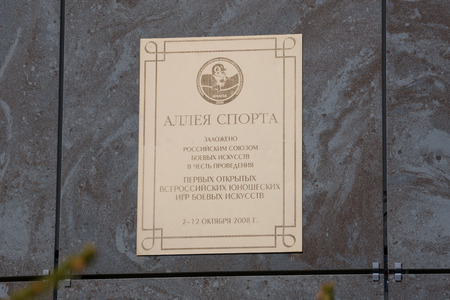 АЛЛЕЯ СПОРТА
ЗАЛОЖЕНО
РОССИЙСКИМ СОЮЗОМ
БОЕВЫХ ИСКУССТВ
В ЧЕСТЬ ПРОВЕДЕНИЯ
ПЕРВЫХ ОТКРЫТЫХ
ВСЕРОССИЙСКИХ ЮНОШЕСКИХ
ИГР БОЕВЫХ ИСКУССТВ
2–12 ОКТЯБРЯ 2008 Г.